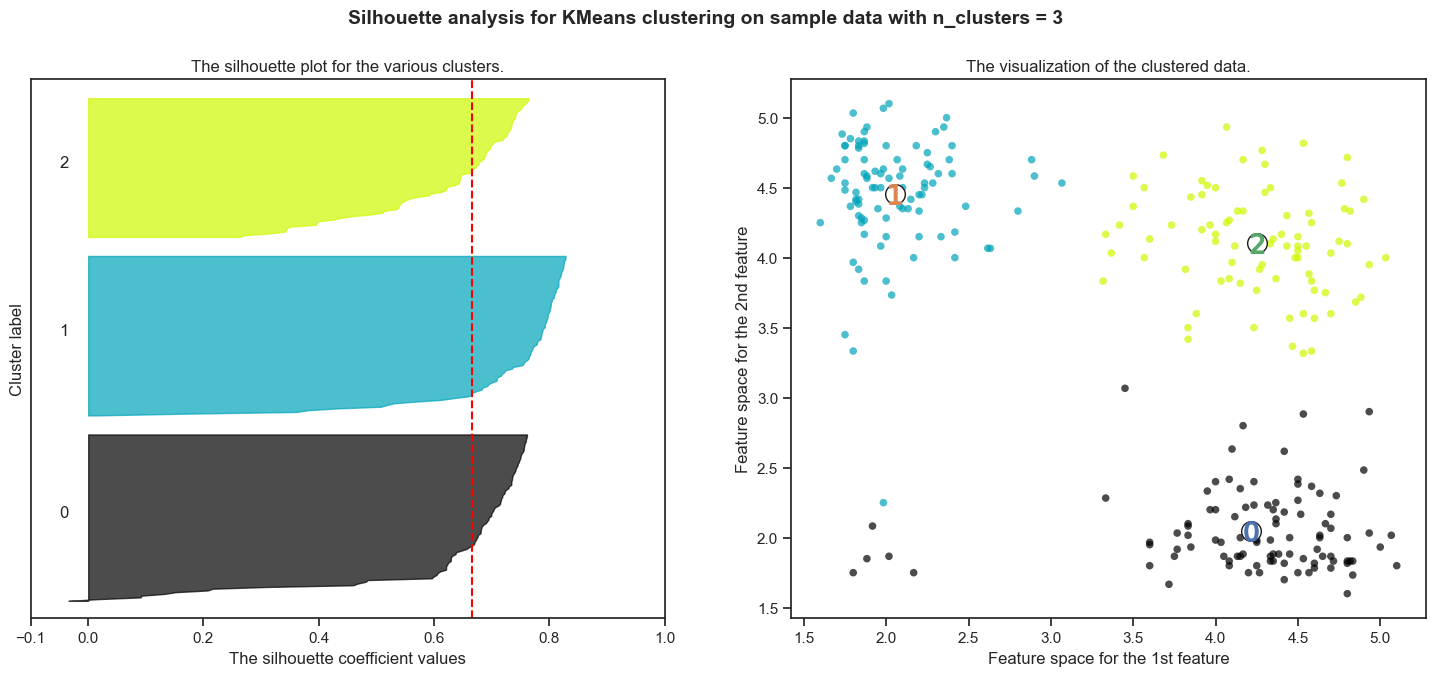 Silhouette analysis for KMeans clustering on sample data with n_clusters = 3
The silhouette plot for the various clusters.
2
1
0
Cluster label
−0.1 0.0 0.2 0.4 0.6 0.8 1.0
The silhouette coefficient values
The visualization of the clustered data.
5.0
4.5
4.0
3.5
3.0
2.5
2.0
1.5
Feature space for the 2nd feature
1
2
0
1.5 2.0 2.5 3.0 3.5 4.0 4.5 5.0
Feature space for the 1st feature